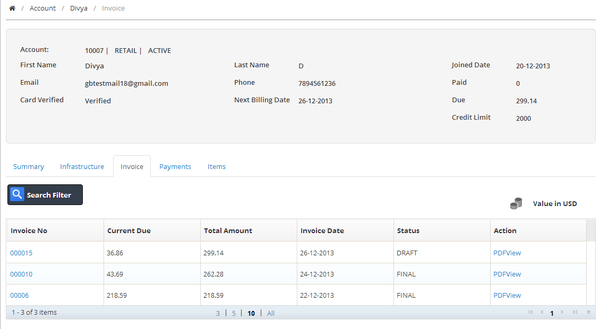 / Account / Divya / Invoice
Account: 10007 | RETAIL | ACTIVE
First Name Divya Last Name D Joined Date 20-12-2013
Email gbtestmail18@gmail.com Phone 7894561236 Paid 0
Card Verified Verified Next Billing Date 26-12-2013 Due 299.14
Credit Limit 2000
Summary Infrastructure Invoice Payments Items
Search Filter
Value in USD
Invoice No Current Due Total Amount Invoice Date Status Action
000015 36.86 299.14 26-12-2013 DRAFT PDFView
000010 43.69 262.28 24-12-2013 FINAL PDFView
00006 218.59 218.59 22-12-2013 FINAL PDFView
1 - 3 of 3 items 3 | 5 | 10 | All 1